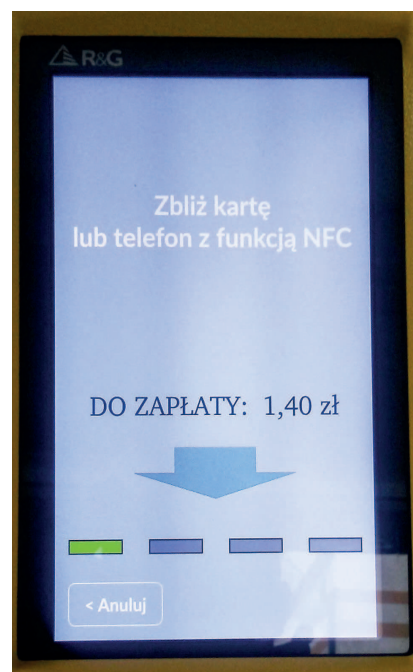 R&G
Zbliż kartę
lub telefon z funkcją NFC
DO ZAPŁATY: 1,40 zł
< Anuluj